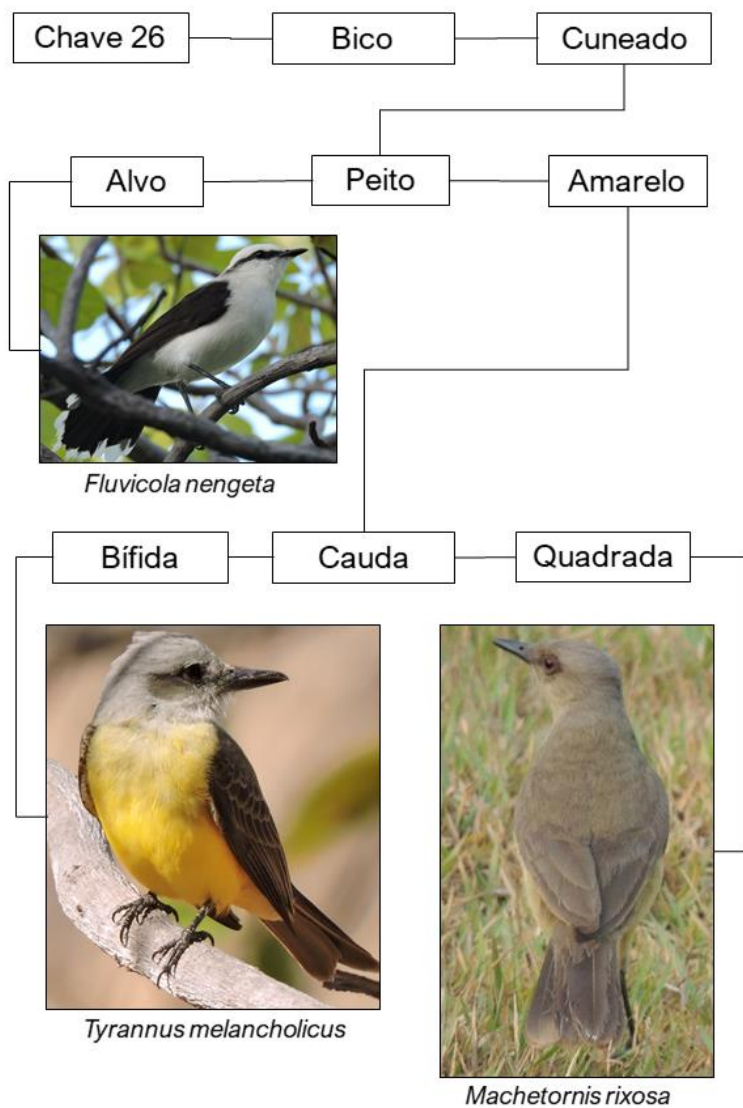 Chave 26
Bico
Cuneado
Alvo
Peito
Amarelo
Fluvicola nengeta
Bífida
Cauda
Quadrada
Tyrannus melancholicus
Machetornis rixosa